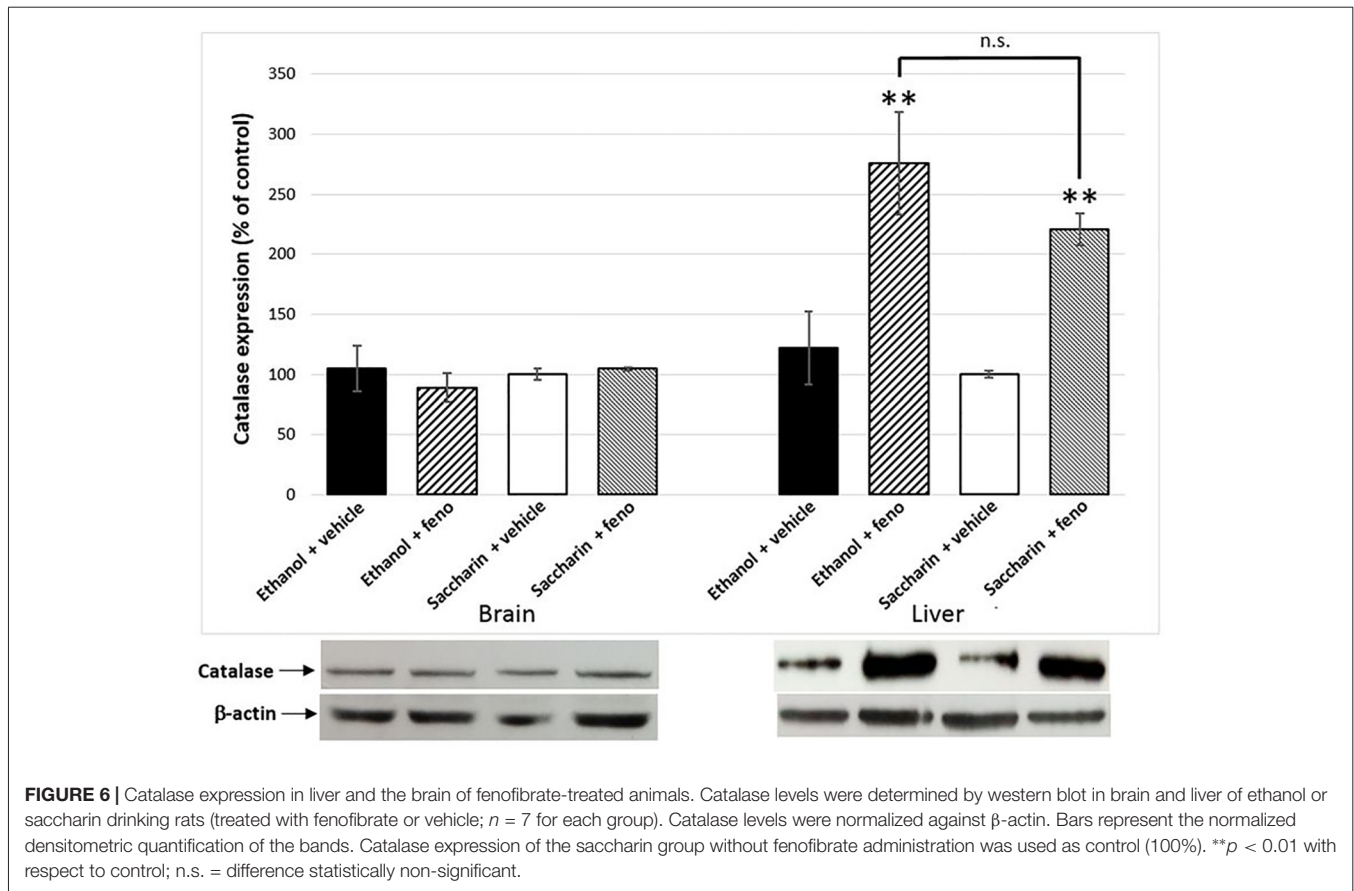 n.s.
350
300
250
200
150
100
50
0
**
**
Catalase expression (% of control)
Ethanol + vehicle
Ethanol + feno
Saccharin + vehicle
Saccharin + feno
Ethanol + vehicle
Ethanol + feno
Saccharin + vehicle
Saccharin + feno
Brain
Liver
Catalase
β-actin
FIGURE 6 | Catalase expression in liver and the brain of fenofibrate-treated animals. Catalase levels were determined by western blot in brain and liver of ethanol or
saccharin drinking rats (treated with fenofibrate or vehicle; n = 7 for each group). Catalase levels were normalized against β-actin. Bars represent the normalized
densitometric quantification of the bands. Catalase expression of the saccharin group without fenofibrate administration was used as control (100%). **p < 0.01 with
respect to control; n.s. = difference statistically non-significant.